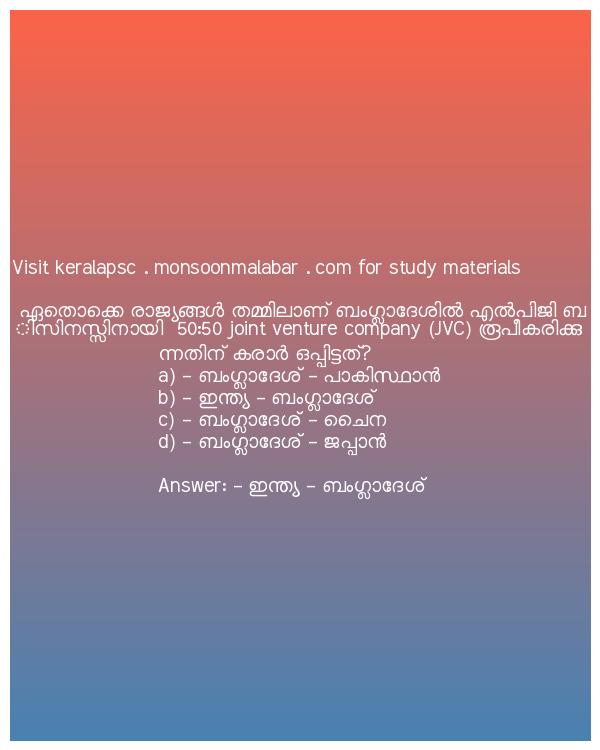 Visit keralapsc . monsoonmalabar . com for study materials
ഏതൊക്കെ രാജ്യങ്ങൾ തമ്മിലാണ് ബംഗ്ലാദേശിൽ എൽപിജി ബ
ിസിനസ്സിനായി 50:50 joint venture company (JVC) രൂപീകരിക്കു
ന്നതിന് കരാർ ഒപ്പിട്ടത്?
a) – ബംഗ്ലാദേശ് – പാകിസ്ഥാൻ
b) – ഇന്ത്യ – ബംഗ്ലാദേശ്
c) – ബംഗ്ലാദേശ് – ചൈന
d) – ബംഗ്ലാദേശ് – ജപ്പാൻ
Answer: – ഇന്ത്യ – ബംഗ്ലാദേശ്